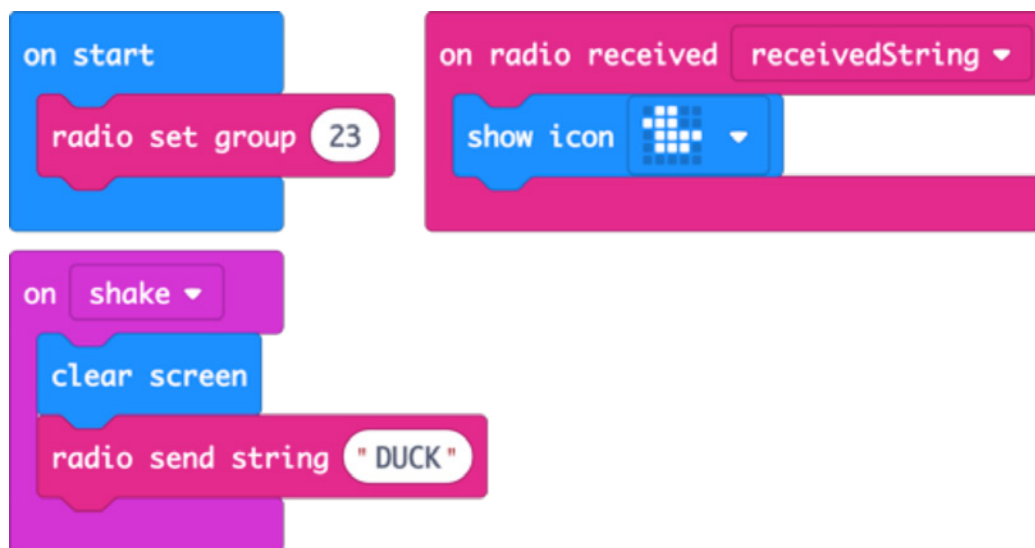 on start
radio set group 23
on radio received receivedString
show icon
on shake
clear screen
radio send string "DUCK"